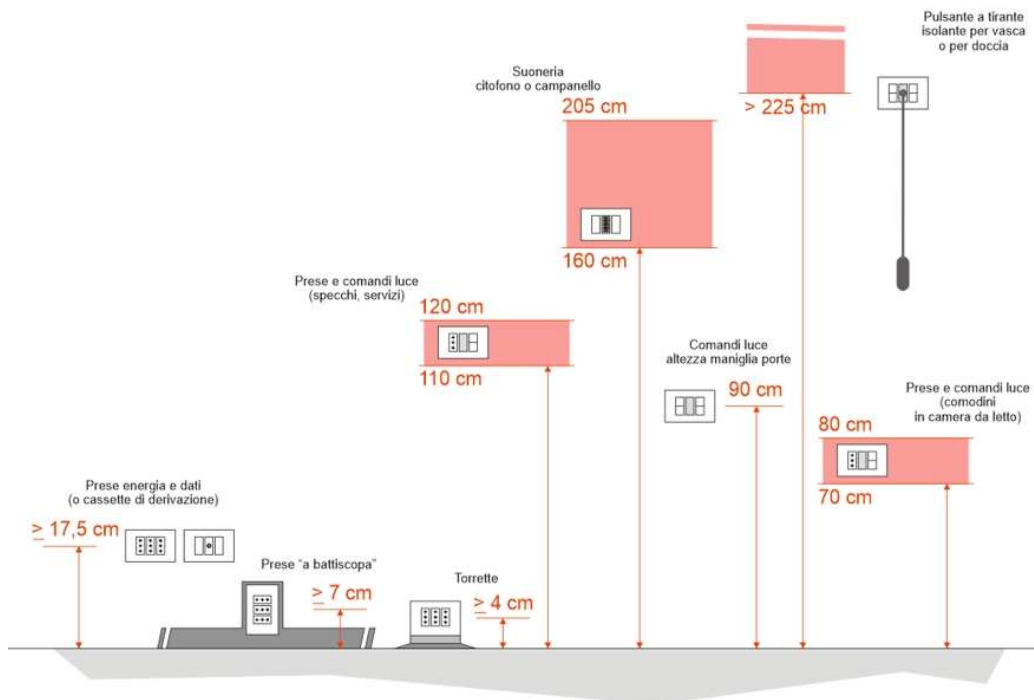 Pulsante a tirante
isolante per vasca
o per doccia
> 225 cm
Suoneria
citofono o campanello
205 cm
160 cm
Prese e comandi luce
(specchi, servizi)
120 cm
110 cm
Comandi luce
altezza maniglia porte
90 cm
Prese e comandi luce
(comodini
in camera da letto)
80 cm
70 cm
Prese energia e dati
(o cassette di derivazione)
≥ 17,5 cm
Prese "a battiscopa"
≥ 7 cm
Torrette
≥ 4 cm